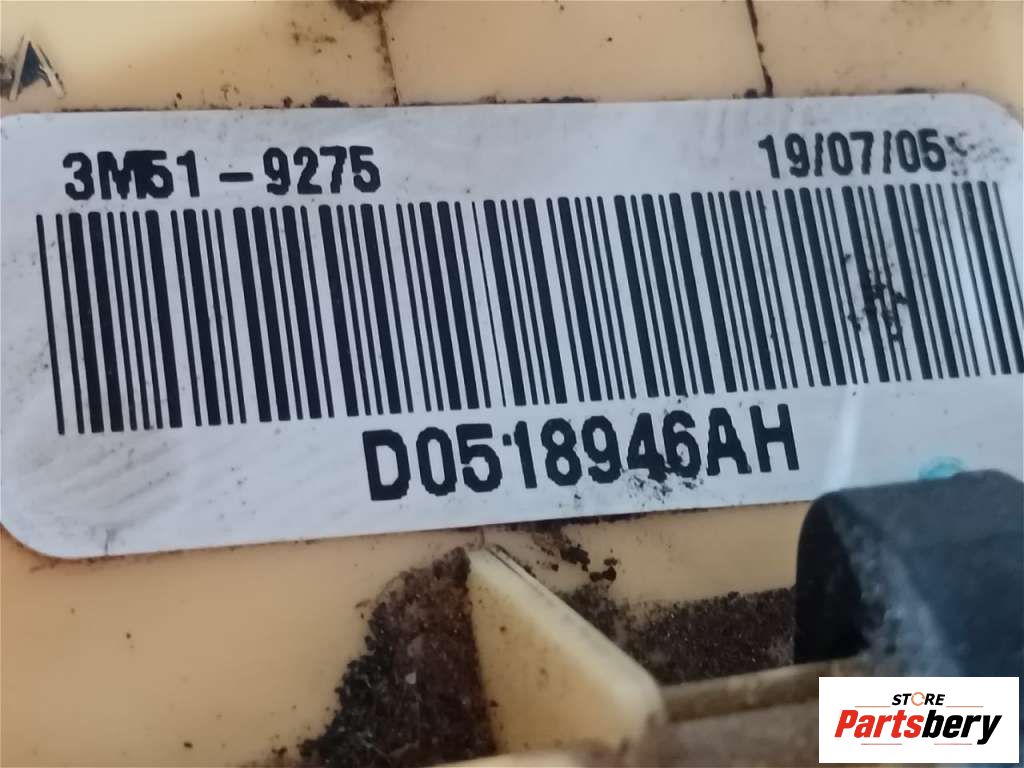 A
3M51-9275 19/07/05
D0518946AH
STORE
Partsbery